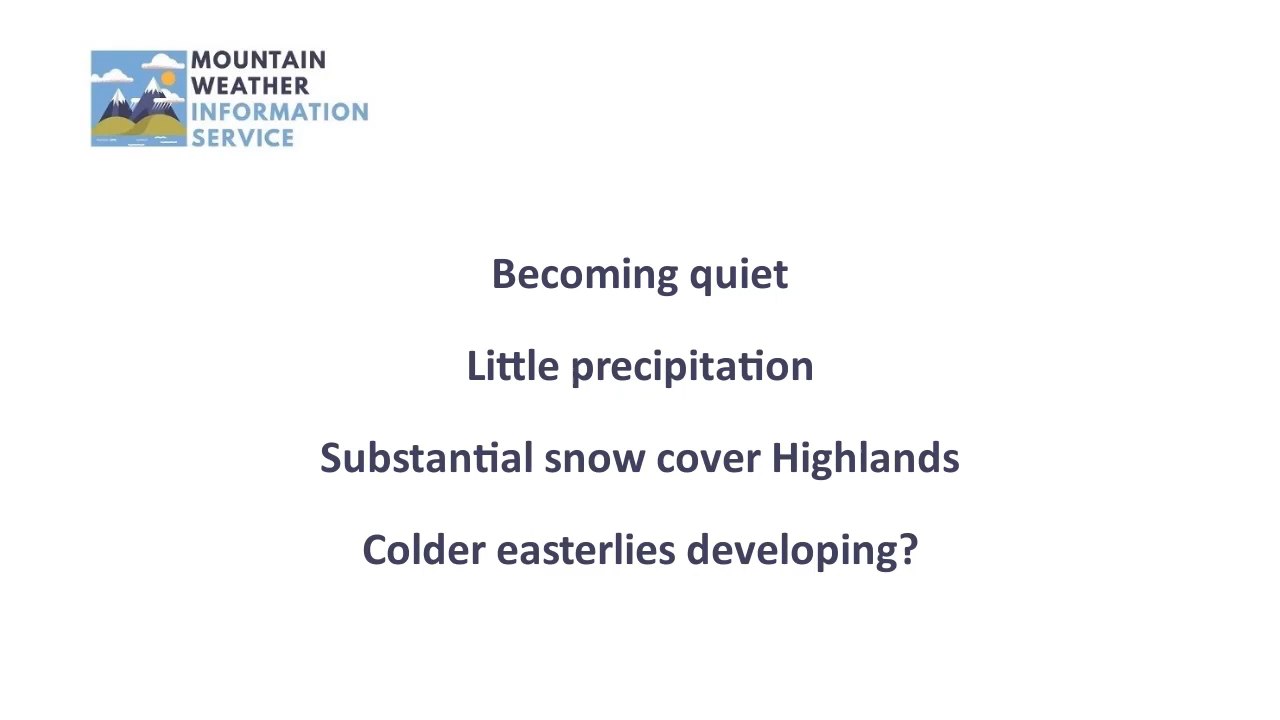 MOUNTAIN
WEATHER
INFORMATION
SERVICE
Becoming quiet
Little precipitation
Substantial snow cover Highlands
Colder easterlies developing?